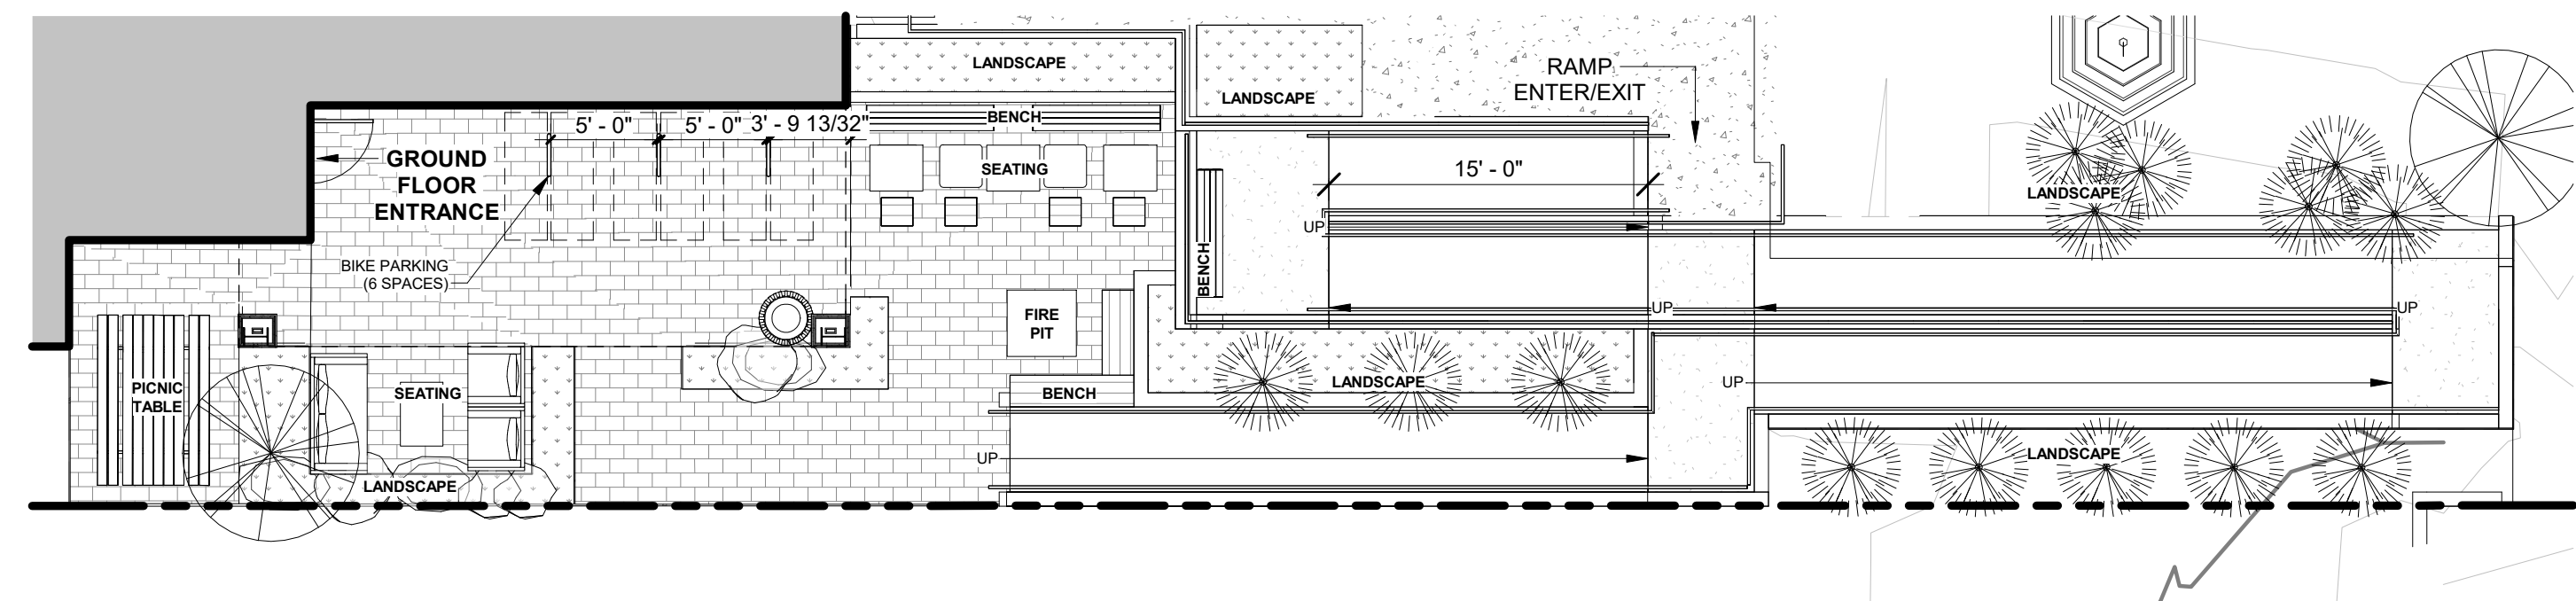 LANDSCAPE
RAMP
ENTER/EXIT
LANDSCAPE
5' - 0"
5' - 0"
3' - 9 13/32"
BENCH
GROUND
FLOOR
ENTRANCE
SEATING
15' - 0"
LANDSCAPE
UP
BENCH
BIKE PARKING
(6 SPACES)
FIRE
PIT
UP
UP
PICNIC
TABLE
SEATING
BENCH
LANDSCAPE
UP
LANDSCAPE
UP
LANDSCAPE